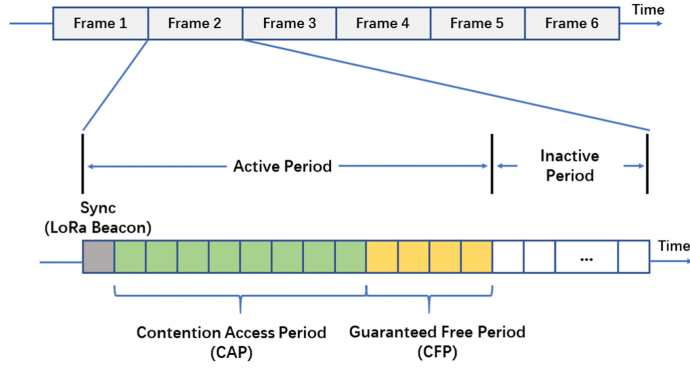 Frame 1 Frame 2 Frame 3 Frame 4 Frame 5 Frame 6 Time
Active Period
Inactive
Period
Sync
(LoRa Beacon)
Time
...
Contention Access Period
(CAP)
Guaranteed Free Period
(CFP)